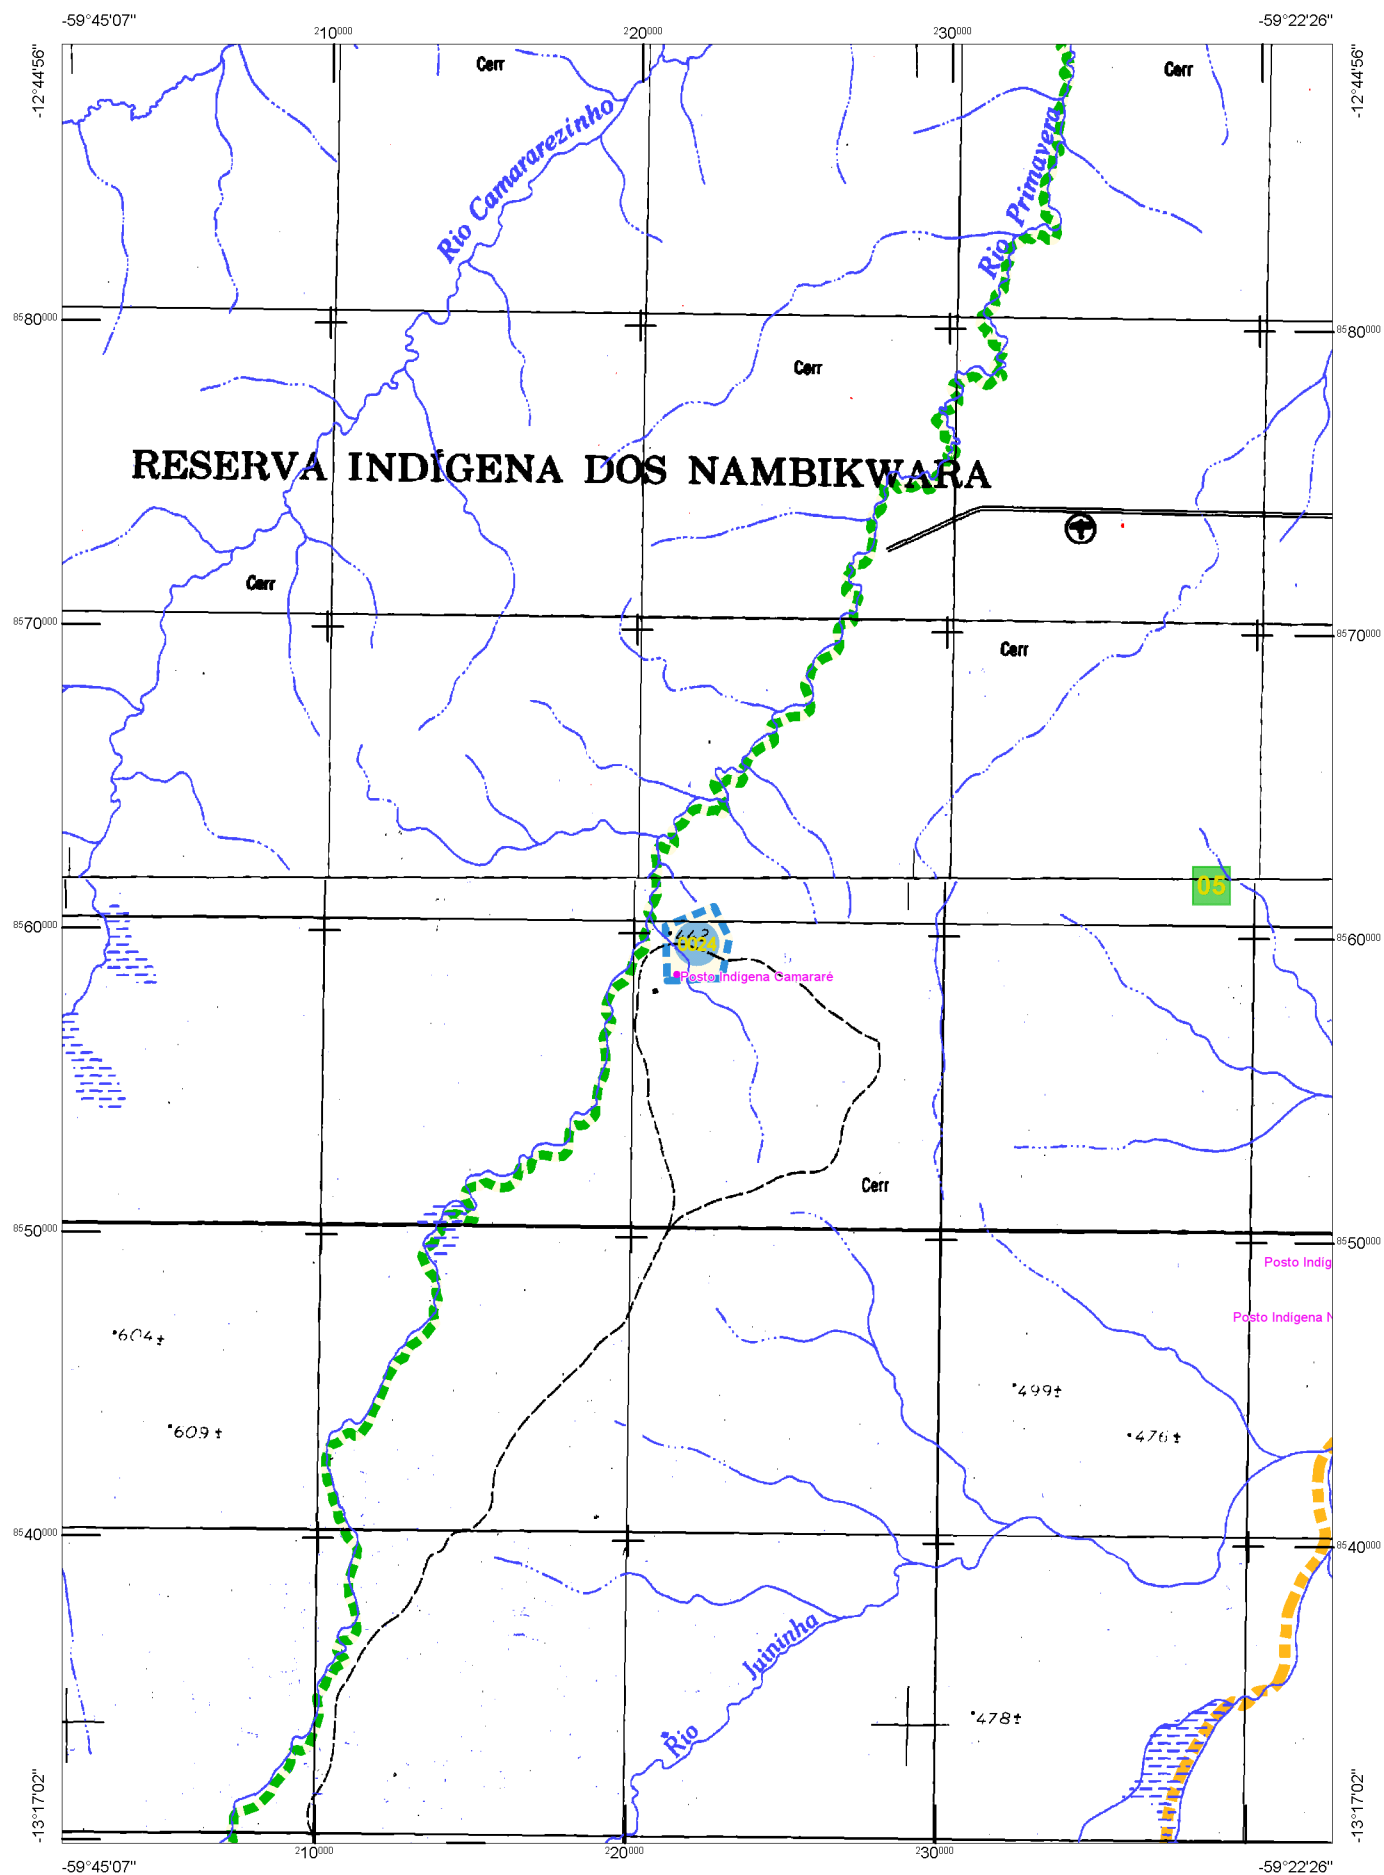 -59°45'07"
-59°22'26"
210000
220000
230000
-12°44'56"
-12°44'56"
Cerr
Cerr
Rio Camararezinho
Rio Primavera
8580000
8580000
Cerr
RESERVA INDÍGENA DOS NAMBIKWARA
Cerr
8570000
8570000
Cerr
05
8560000
8560000
0024
Posto Indígena Camararé
Cerr
8550000
8550000
Posto Indíg
Posto Indígena N
604±
499±
609±
476±
8540000
8540000
Rio Juininha
478±
-13°17'02"
-13°17'02"
210000
220000
230000
-59°45'07"
-59°22'26"